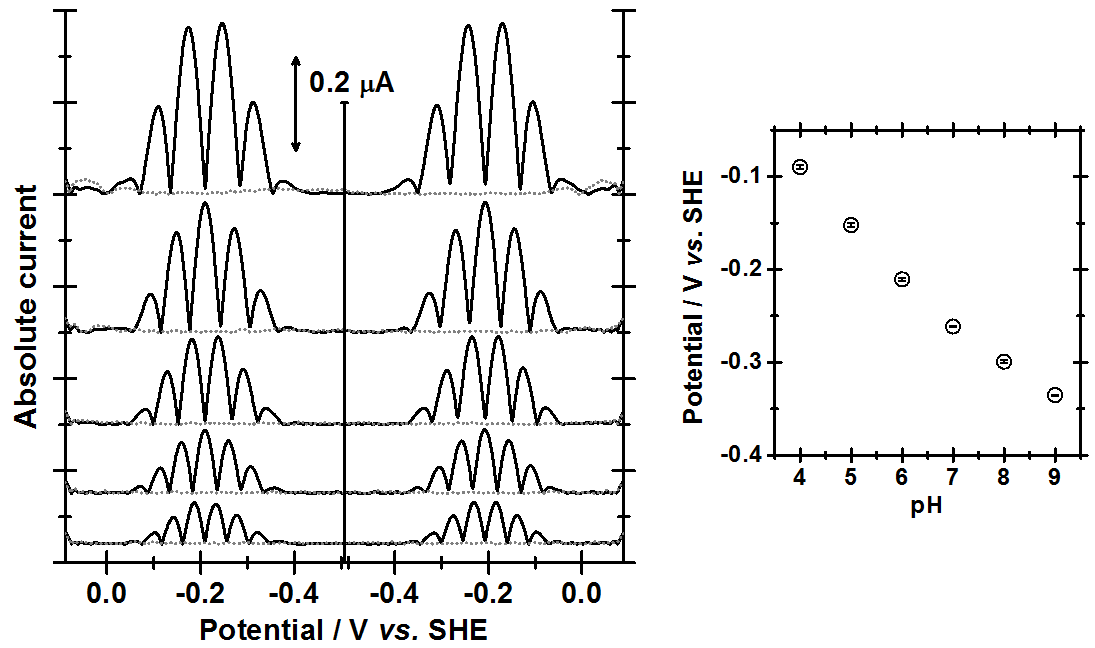 0.2 μA
Absolute current
0.0 -0.2 -0.4 -0.4 -0.2 0.0
Potential / V vs. SHE
Potential / V vs. SHE
-0.1
-0.2
-0.3
-0.4
4 5 6 7 8 9
pH